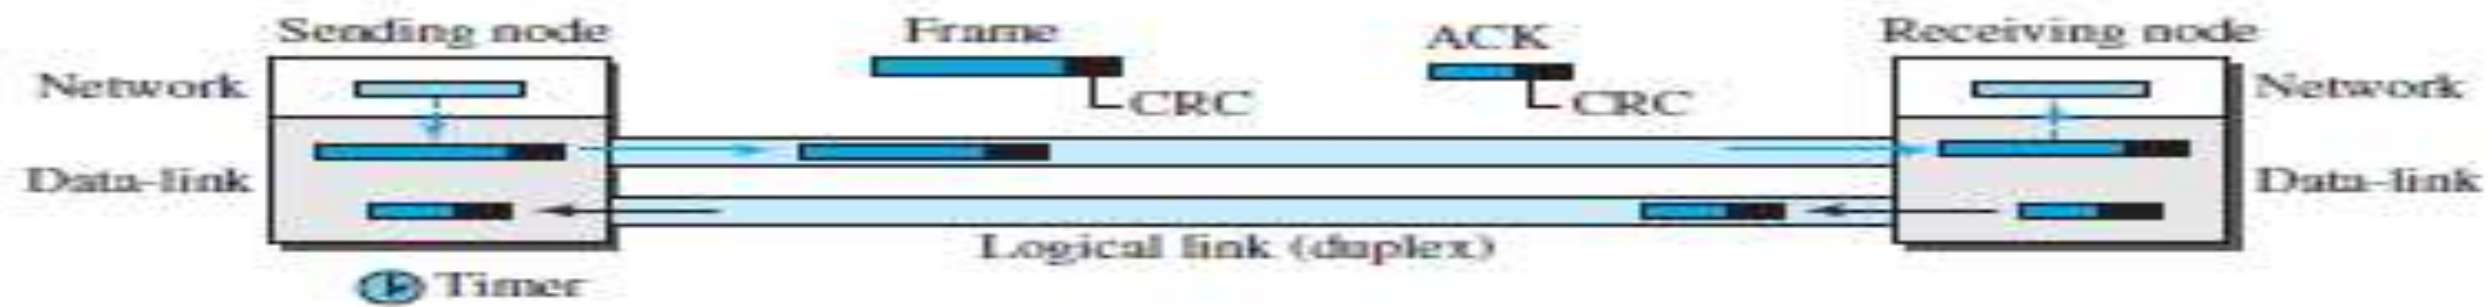 Sending node
Frame
ACK
Receiving node
Network
CRC
CRC
Network
Data-link
Data-link
Logical link (duplex)
Timer